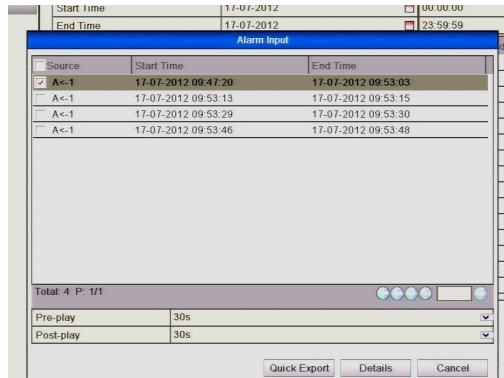 Start Time 17-07-2012 00:00:00
End Time 17-07-2012 23:59:59
Alarm Input
Source Start Time End Time
A<-1 17-07-2012 09:47:20 17-07-2012 09:53:03
A<-1 17-07-2012 09:53:13 17-07-2012 09:53:15
A<-1 17-07-2012 09:53:29 17-07-2012 09:53:30
A<-1 17-07-2012 09:53:46 17-07-2012 09:53:48
Total: 4 P: 1/1
Pre-play 30s
Post-play 30s
Quick Export Details Cancel